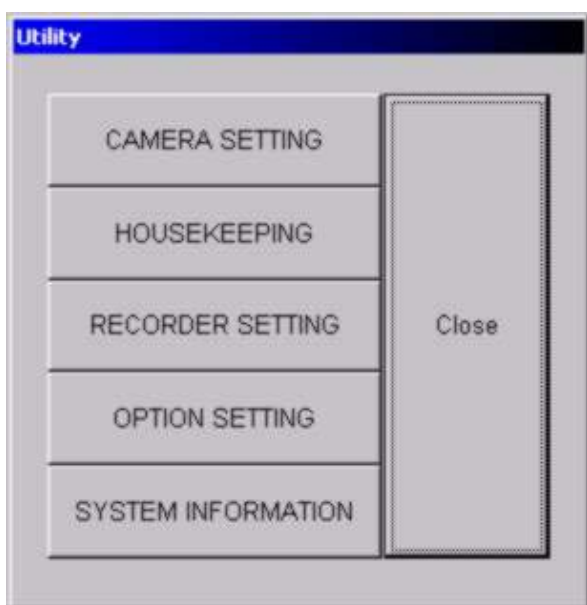 Utility
CAMERA SETTING
HOUSEKEEPING
RECORDER SETTING
Close
OPTION SETTING
SYSTEM INFORMATION